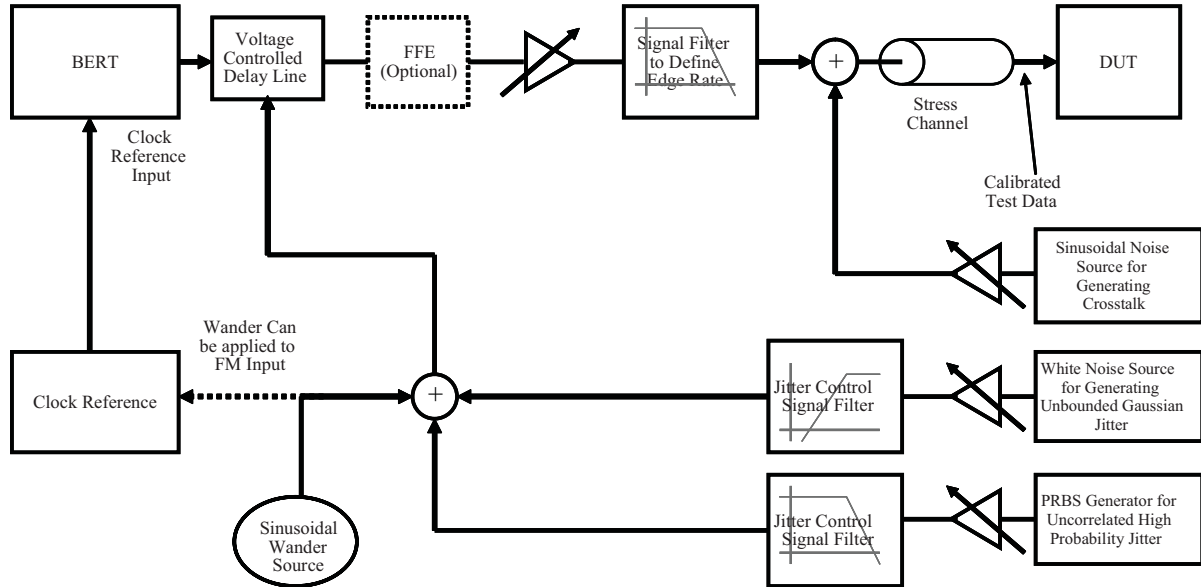 BERT
Voltage
Controlled
Delay Line
FFE
(Optional)
Signal Filter
to Define
Edge Rate
+
Stress
Channel
DUT
Clock
Reference
Input
Calibrated
Test Data
Sinusoidal Noise
Source for
Generating
Crosstalk
Wander Can
be applied to
FM Input
Clock Reference
+
Jitter Control
Signal Filter
White Noise Source
for Generating
Unbounded Gaussian
Jitter
Sinusoidal
Wander
Source
Jitter Control
Signal Filter
PRBS Generator for
Uncorrelated High
Probability Jitter